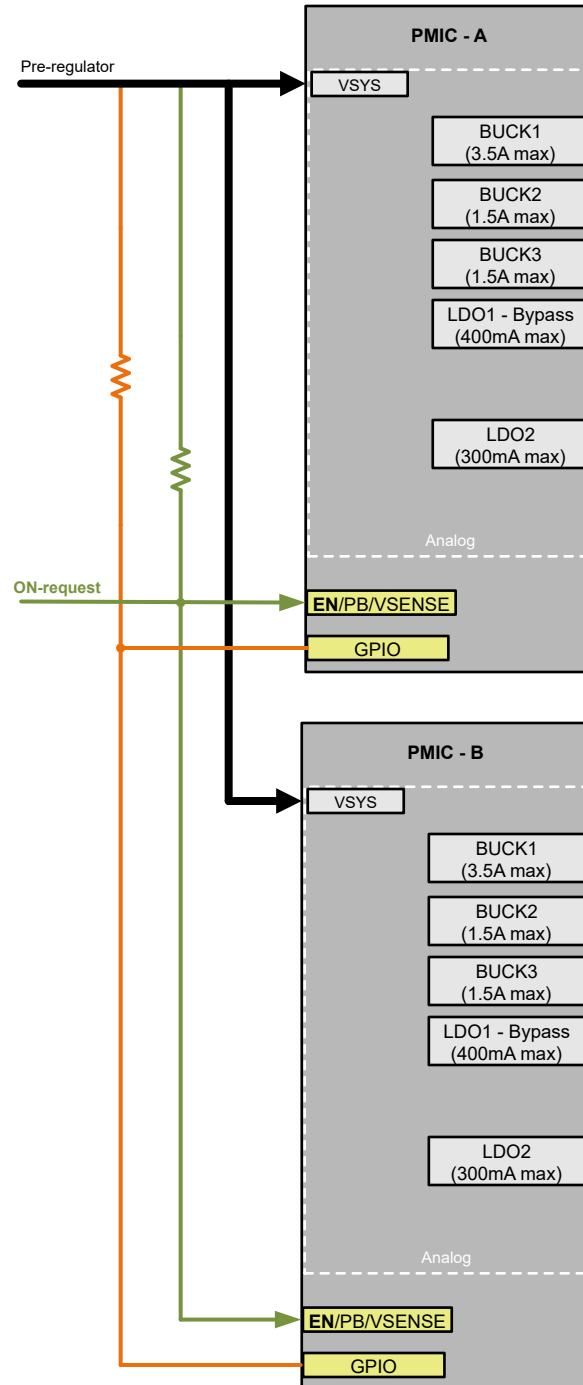 PMIC - A
Pre-regulator
VSYS
BUCK1
(3.5A max)
BUCK2
(1.5A max)
BUCK3
(1.5A max)
LDO1 - Bypass
(400mA max)
LDO2
(300mA max)
Analog
ON-request
EN/PB/VSENSE
GPIO
PMIC - B
VSYS
BUCK1
(3.5A max)
BUCK2
(1.5A max)
BUCK3
(1.5A max)
LDO1 - Bypass
(400mA max)
LDO2
(300mA max)
Analog
EN/PB/VSENSE
GPIO